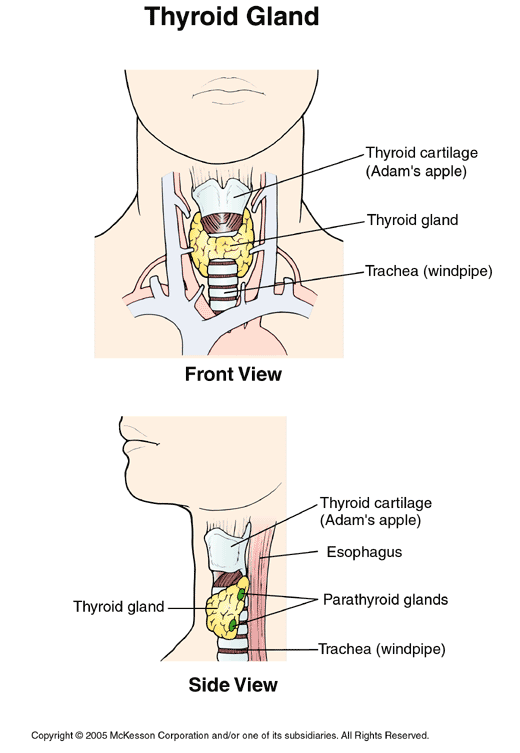 Thyroid Gland
Thyroid cartilage
(Adam's apple)
Thyroid gland
Trachea (windpipe)
Front View
Thyroid cartilage
(Adam's apple)
Esophagus
Thyroid gland
Parathyroid glands
Trachea (windpipe)
Side View
Copyright © 2005 McKesson Corporation and/or one of its subsidiaries. All Rights Reserved.